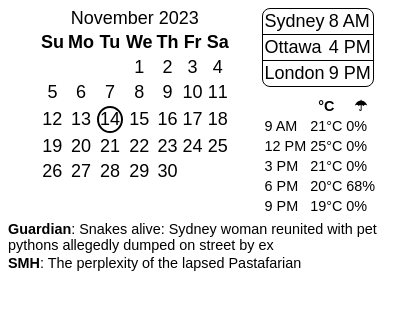 November 2023
Su Mo Tu We Th Fr Sa
1 2 3 4
5 6 7 8 9 10 11
12 13 14 15 16 17 18
19 20 21 22 23 24 25
26 27 28 29 30
Sydney 8 AM
Ottawa 4 PM
London 9 PM
°C ☂
9 AM 21°C 0%
12 PM 25°C 0%
3 PM 21°C 0%
6 PM 20°C 68%
9 PM 19°C 0%
Guardian: Snakes alive: Sydney woman reunited with pet
pythons allegedly dumped on street by ex
SMH: The perplexity of the lapsed Pastafarian